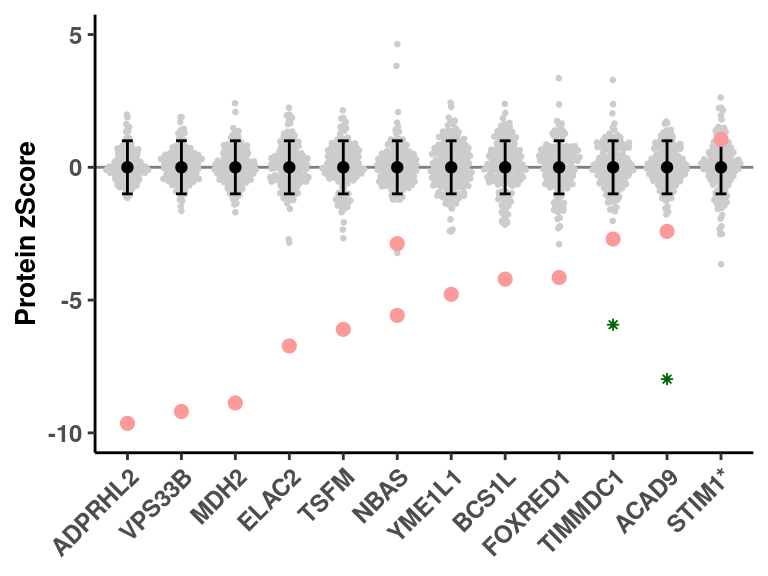 Protein zScore
5
0
-5
-10
ADPRHL2
VPS33B
MDH2
ELAC2
TSFM
NBAS
YME1L1
BCS1L
FOXRED1
TIMMDC1
ACAD9
STIM1*